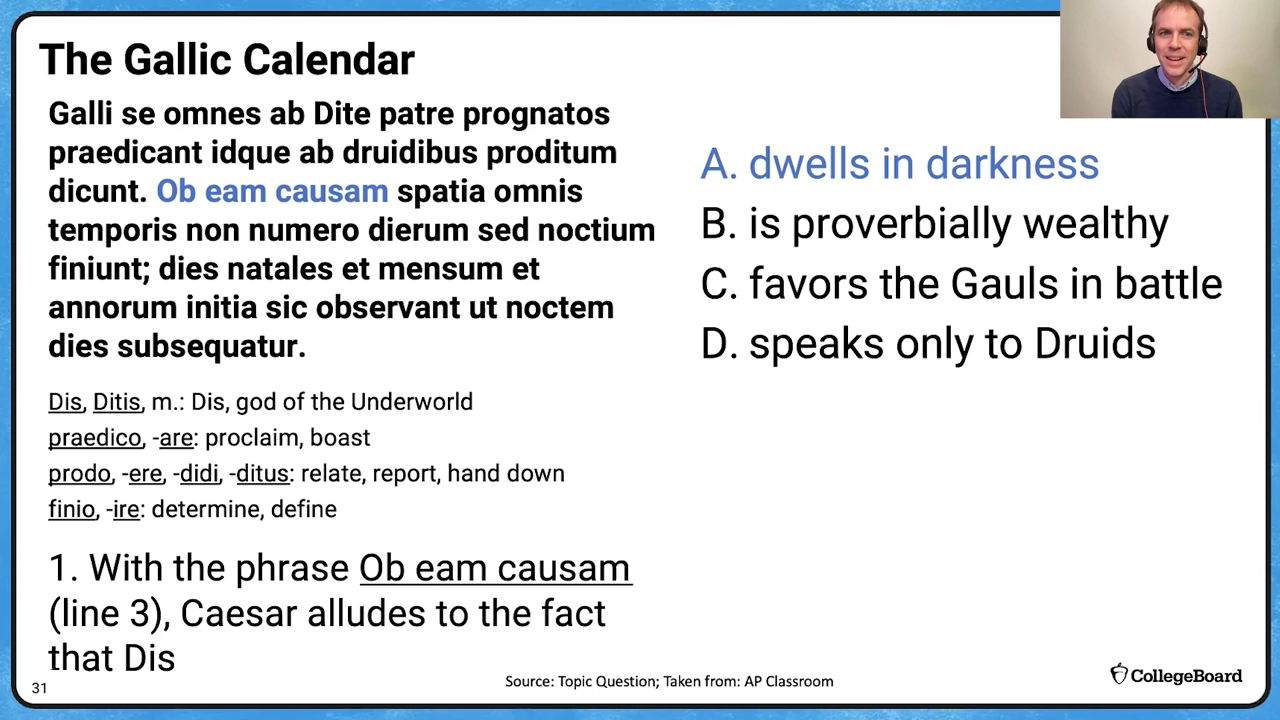 The Gallic Calendar
Galli se omnes ab Dite patre prognatos
praedicant idque ab druidibus proditum
dicunt. Ob eam causam spatia omnis
temporis non numero dierum sed noctium
finiunt; dies natales et mensum et
annorum initia sic observant ut noctem
dies subsequatur.
Dis, Ditis, m.: Dis, god of the Underworld
praedico, -are: proclaim, boast
prodo, -ere, -didi, -ditus: relate, report, hand down
finio, -ire: determine, define
1. With the phrase Ob eam causam
(line 3), Caesar alludes to the fact
that Dis
A. dwells in darkness
B. is proverbially wealthy
C. favors the Gauls in battle
D. speaks only to Druids
31
Source: Topic Question; Taken from: AP Classroom
CollegeBoard